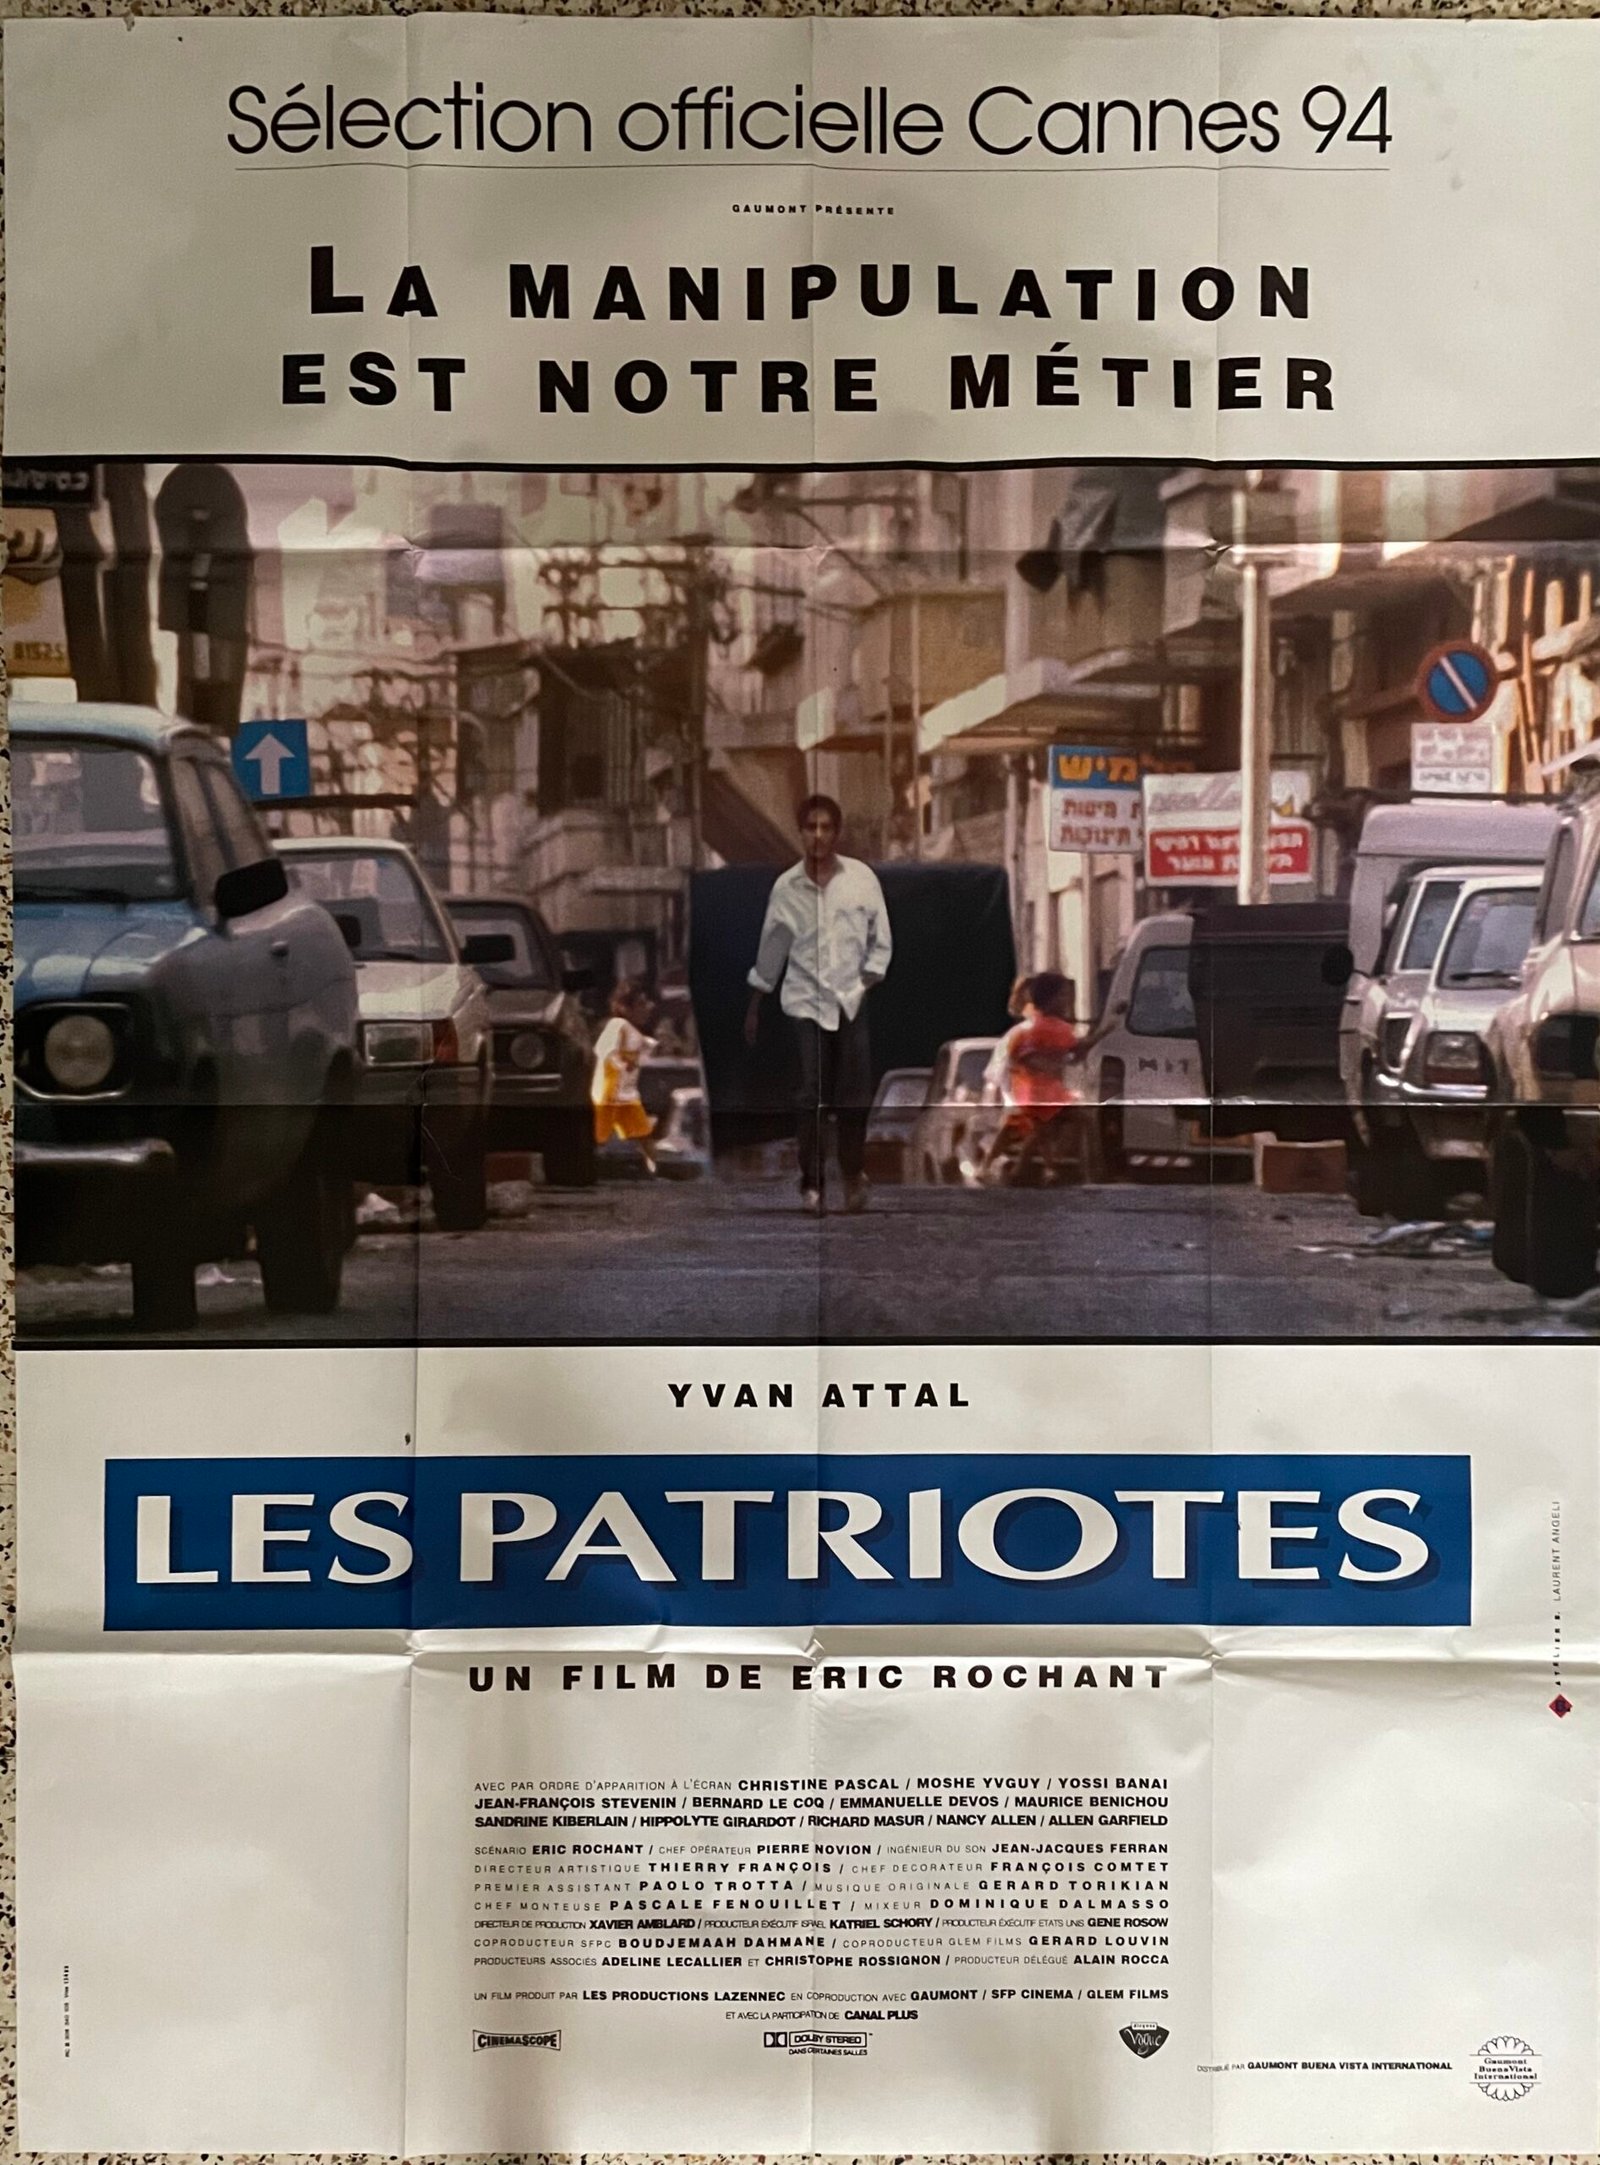 Sélection officielle Cannes 94
GAUMONT PRÉSENTE
LA MANIPULATION
EST NOTRE MÉTIER
81525
YVAN ATTAL
LES PATRIOTES
UN FILM DE ERIC ROCHANT
AVEC PAR ORDRE D'APPARITION À L'ÉCRAN CHRISTINE PASCAL / MOSHE YVGUY / YOSSI BANAI
JEAN-FRANÇOIS STEVENIN / BERNARD LE COQ / EMMANUELLE DEVOS / MAURICE BENICHOU
SANDRINE KIBERLAIN / HIPPOLYTE GIRARDOT / RICHARD MASUR / NANCY ALLEN / ALLEN GARFIELD
SCÉNARIO ERIC ROCHANT / CHEF OPÉRATEUR PIERRE NOVION / INGÉNIEUR DU SON JEAN-JACQUES FERRAN
DIRECTEUR ARTISTIQUE THIERRY FRANÇOIS / CHEF DECORATEUR FRANÇOIS COMTET
PREMIER ASSISTANT PAOLO TROTTA / MUSIQUE ORIGINALE GERARD TORIKIAN
CHEF MONTEUSE PASCALE FENOUILLET / MIXEUR DOMINIQUE DALMASSO
DIRECTEUR DE PRODUCTION XAVIER AMBLARD / PRODUCTEUR EXÉCUTIF ISRAEL KATRIEL SCHORY / PRODUCTEUR EXÉCUTIF ETATS UNIS GENE ROSOW
COPRODUCTEUR SFPC BOUDJEMAAH DAHMANE / COPRODUCTEUR GLEM FILMS GERARD LOUVIN
PRODUCTEURS ASSOCIÉS ADELINE LECALLIER ET CHRISTOPHE ROSSIGNON / PRODUCTEUR DÉLÉGUÉ ALAIN ROCCA
UN FILM PRODUIT PAR LES PRODUCTIONS LAZENNEC EN COPRODUCTION AVEC GAUMONT / SFP CINEMA / GLEM FILMS
ET AVEC LA PARTICIPATION DE CANAL PLUS
CINEMASCOPE
DOLBY STEREO
DANS CERTAINES SALLES
Vogue
DISTRIBUÉ PAR GAUMONT BUENA VISTA INTERNATIONAL
Gaumont
Buena Vista
International
ATELIER B. LAURENT ANGELI